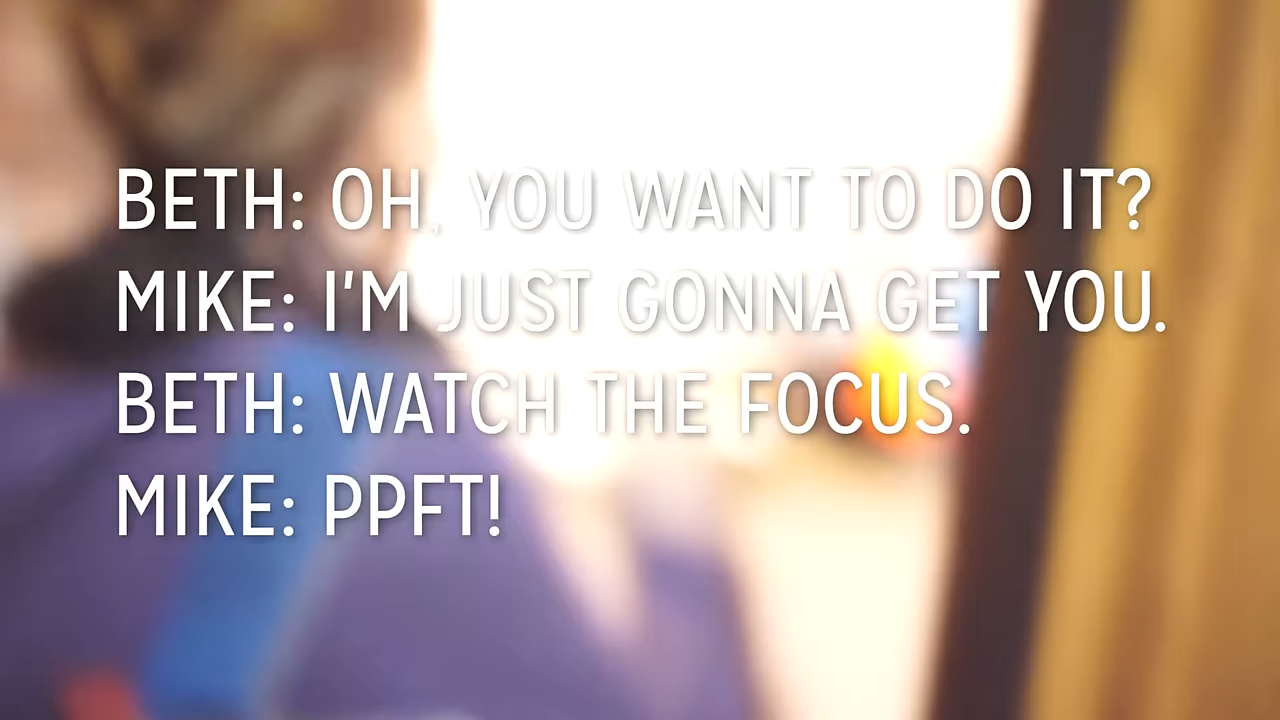 BETH: OH, YOU WANT TO DO IT?
MIKE: I'M JUST GONNA GET YOU.
BETH: WATCH THE FOCUS.
MIKE: PPFT!